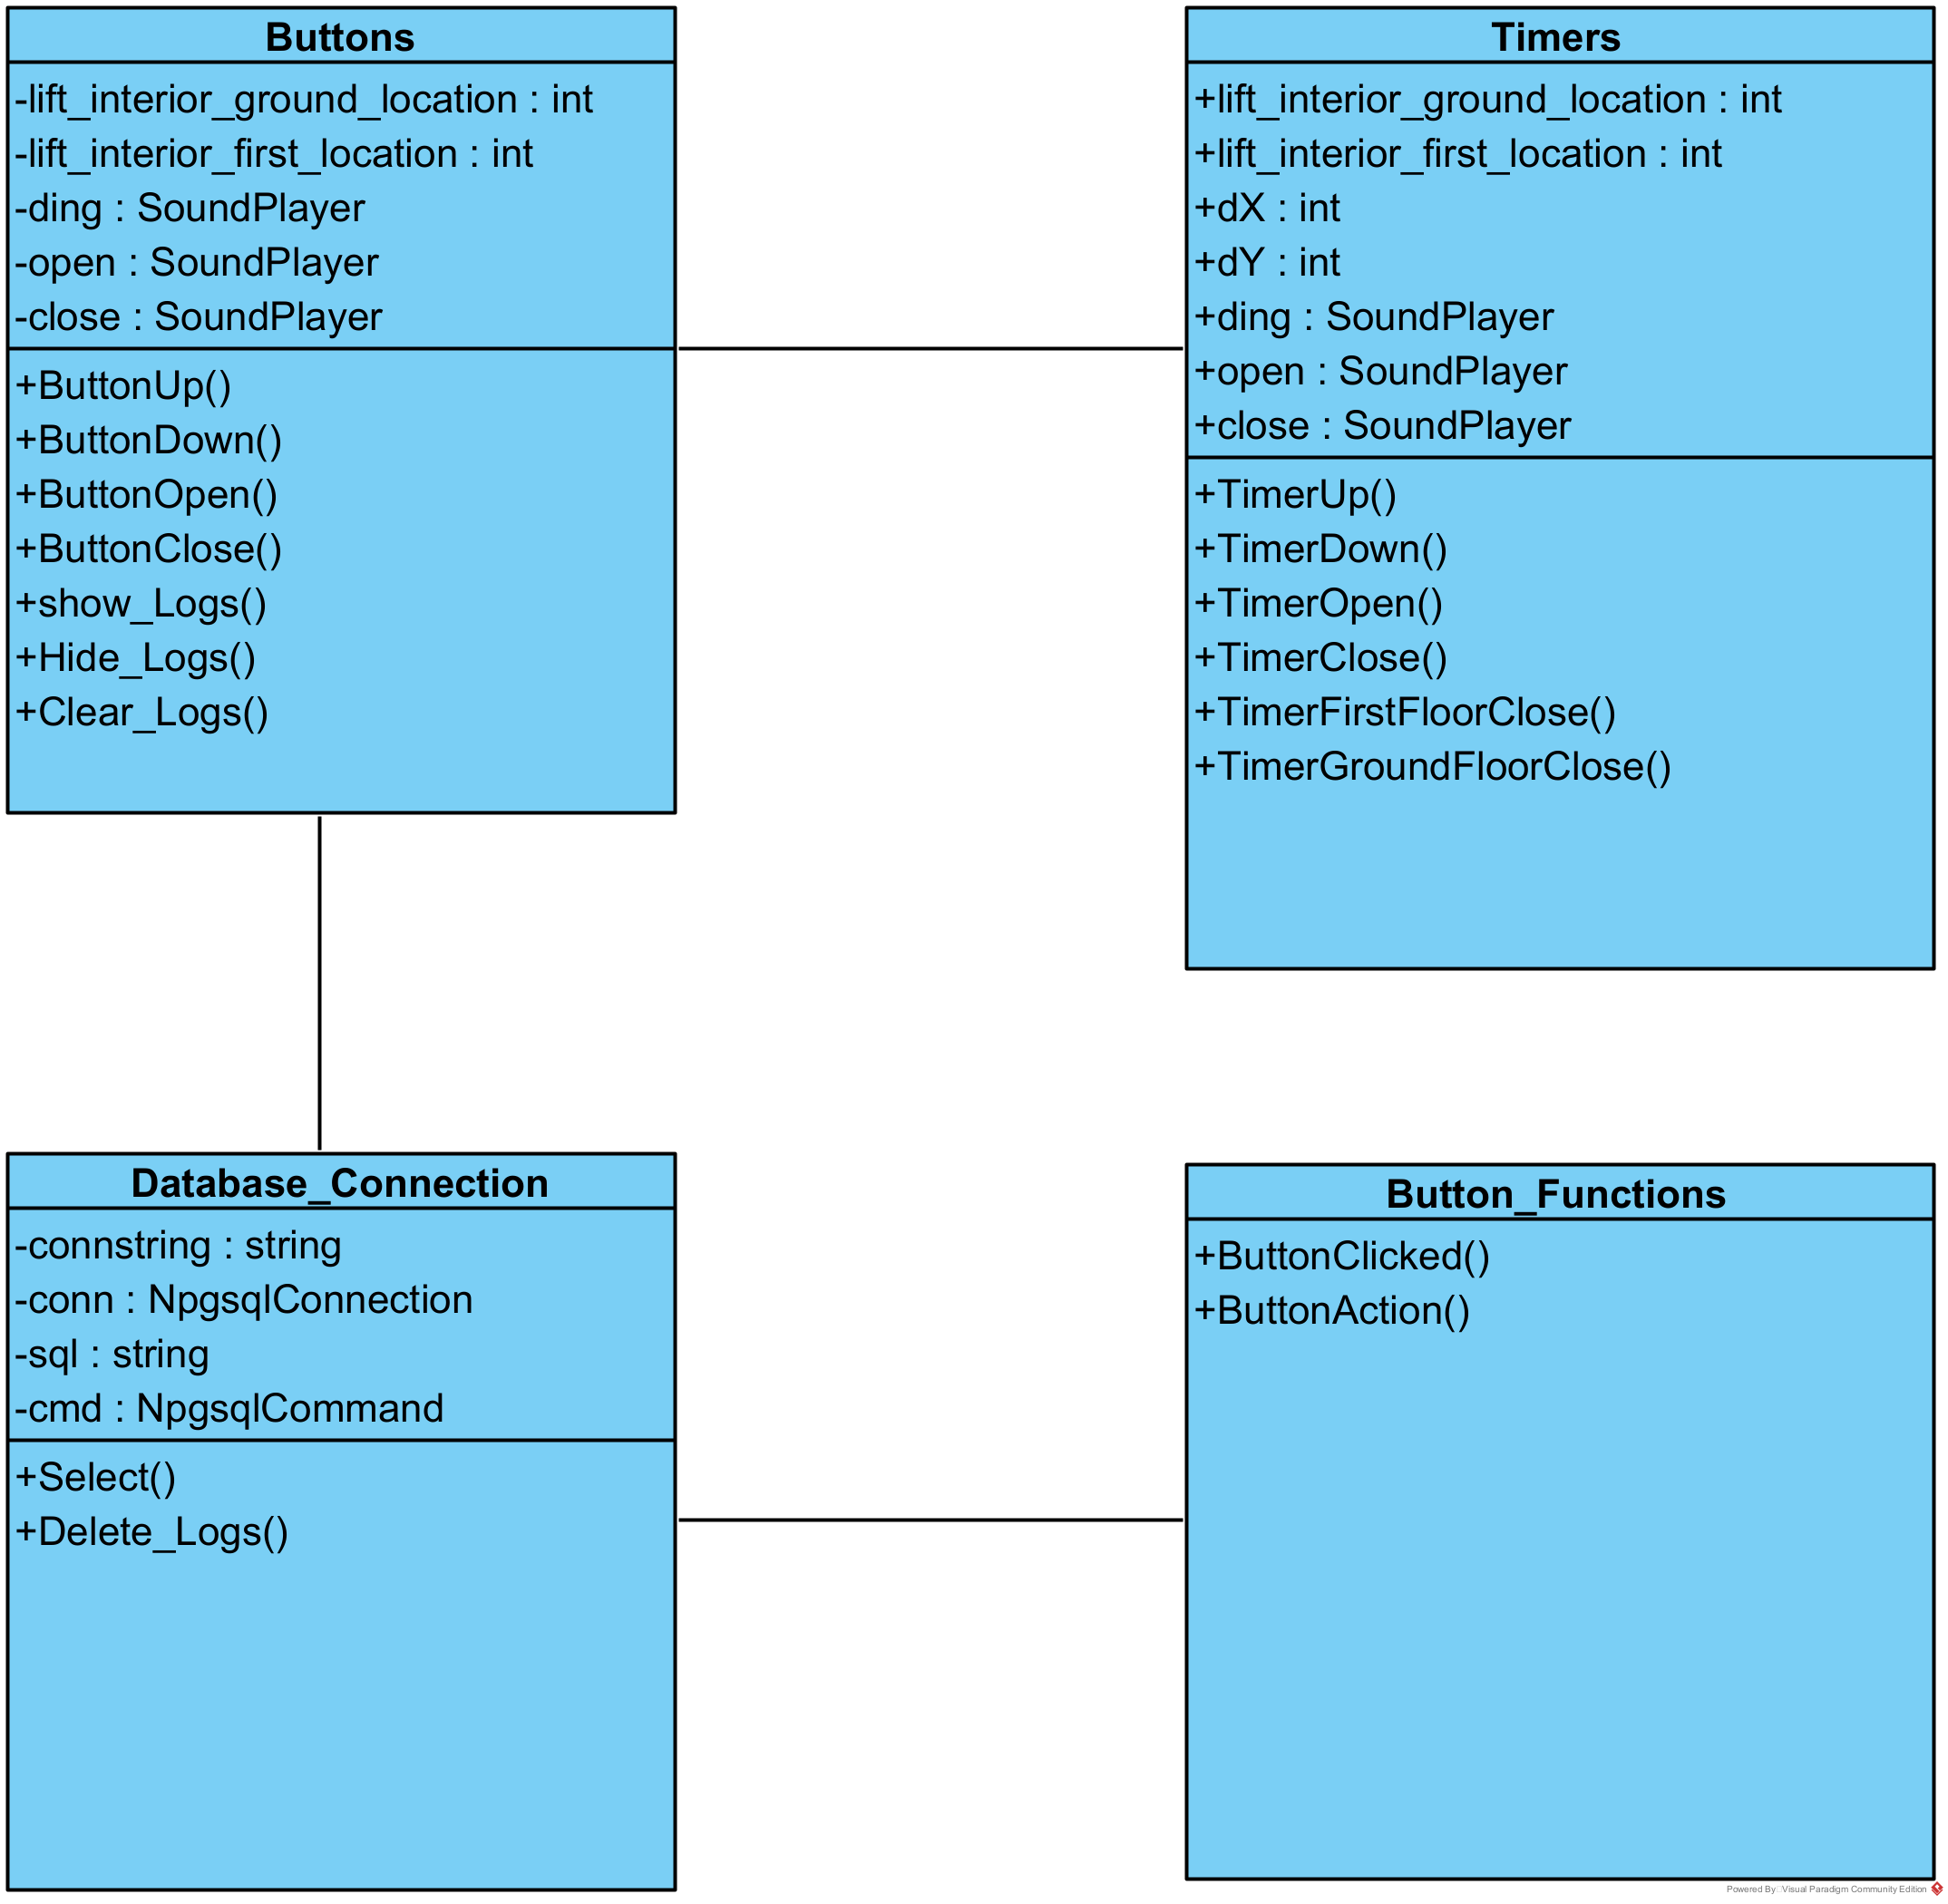 Buttons
-lift_interior_ground_location : int
-lift_interior_first_location : int
-ding : SoundPlayer
-open : SoundPlayer
-close : SoundPlayer
+ButtonUp()
+ButtonDown()
+ButtonOpen()
+ButtonClose()
+show_Logs()
+Hide_Logs()
+Clear_Logs()
Timers
+lift_interior_ground_location : int
+lift_interior_first_location : int
+dX : int
+dY : int
+ding : SoundPlayer
+open : SoundPlayer
+close : SoundPlayer
+TimerUp()
+TimerDown()
+TimerOpen()
+TimerClose()
+TimerFirstFloorClose()
+TimerGroundFloorClose()
Database_Connection
-connstring : string
-conn : NpgsqlConnection
-sql : string
-cmd : NpgsqlCommand
+Select()
+Delete_Logs()
Button_Functions
+ButtonClicked()
+ButtonAction()
Powered By Visual Paradigm Community Edition